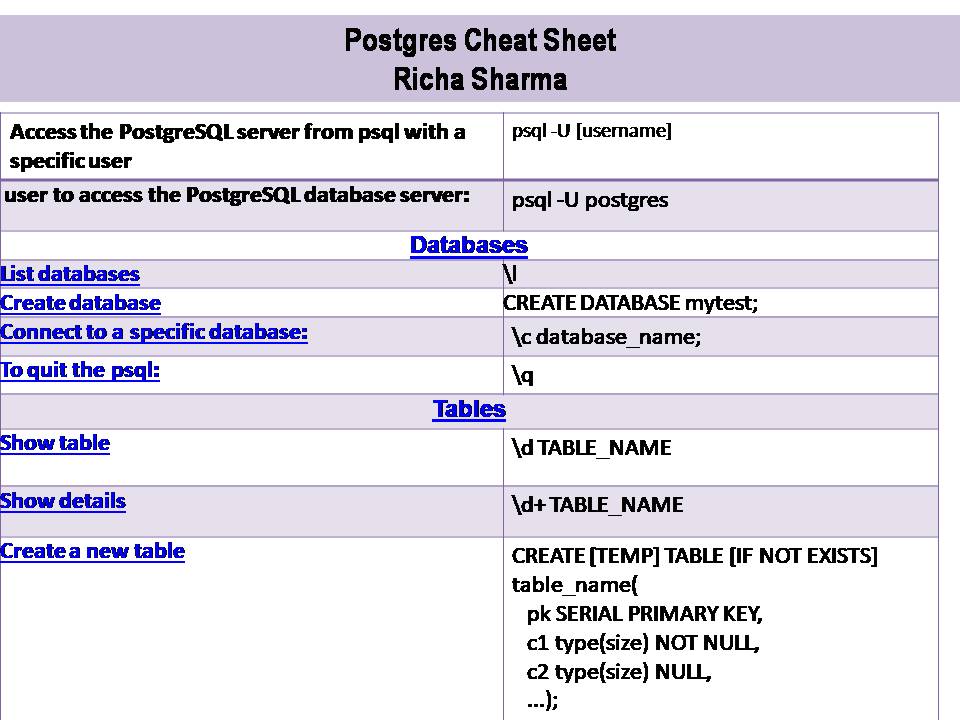 Postgres Cheat Sheet
Richa Sharma
Access the PostgreSQL server from psql with a
specific user
psql -U [username]
user to access the PostgreSQL database server:
psql -U postgres
Databases
List databases
\l
Create database
CREATE DATABASE mytest;
Connect to a specific database:
\c database_name;
To quit the psql:
\q
Tables
Show table
\d TABLE_NAME
Show details
\d+ TABLE_NAME
Create a new table
CREATE [TEMP] TABLE [IF NOT EXISTS]
table_name(
pk SERIAL PRIMARY KEY,
c1 type(size) NOT NULL,
c2 type(size) NULL,
...);